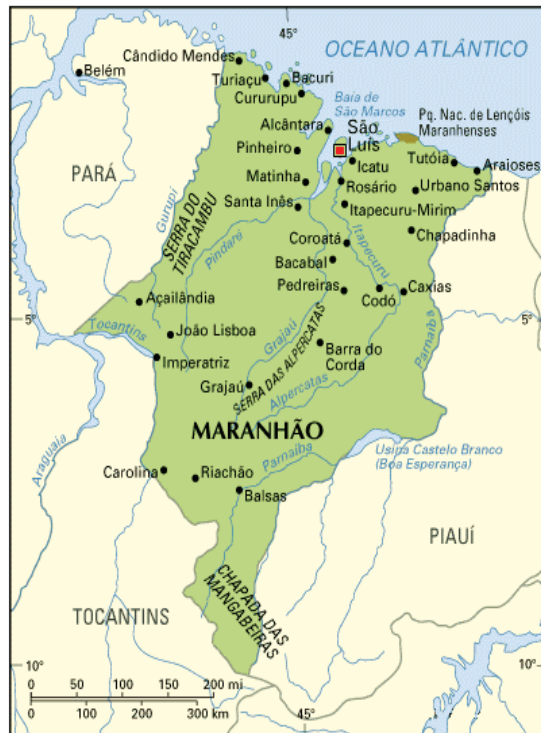 45°
OCEANO ATLÂNTICO
Cândido Mendes
Belém
Turiaçu
Bacuri
Cururupu
Baía de
São Marcos
Pq. Nac. de Lençóis
Maranhenses
Alcântara
São
Luís
Pinheiro
Icatu
Tutóia
Araioses
PARÁ
Matinha
Rosário
Urbano Santos
Gurupi
SERRA DO
TIRACAMBU
Santa Inês
Itapecuru-Mirim
Pindaré
Coroatá
Itapecuru
Chapadinha
Bacabal
Açailândia
Pedreiras
Codó
Caxias
5°
5°
Tocantins
João Lisboa
Grajaú
SERRA DAS ALPERCATAS
Parnaíba
Imperatriz
Barra do
Corda
Grajaú
Alpercatas
MARANHÃO
Araguaía
Usina Castelo Branco
(Boa Esperança)
Carolina
Riachão
Parnaíba
Balsas
PIAUÍ
CHAPADA DAS
MANGABEIRAS
TOCANTINS
10°
10°
0 50 100 150 200 mi
0 100 200 300 km
45°